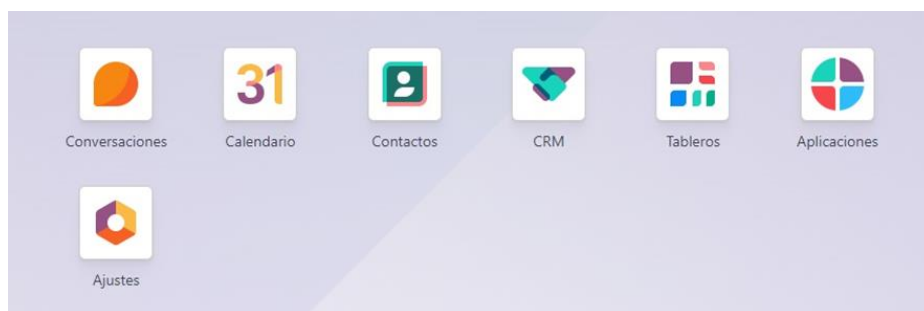 31
Conversaciones
Calendario
Contactos
CRM
Tableros
Aplicaciones
Ajustes